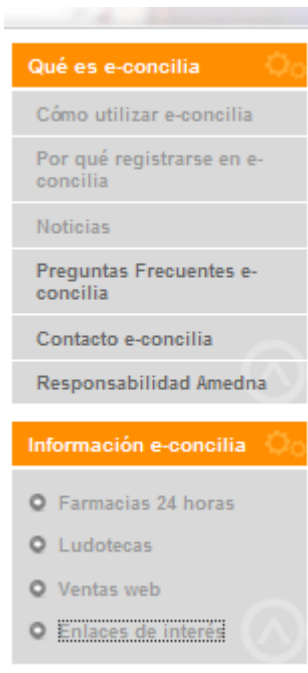 Qué es e-concilia
Cómo utilizar e-concilia
Por qué registrarse en e-
concilia
Noticias
Preguntas Frecuentes e-
concilia
Contacto e-concilia
Responsabilidad Amedna
Información e-concilia
Farmacias 24 horas
Ludotecas
Ventas web
Enlaces de interés